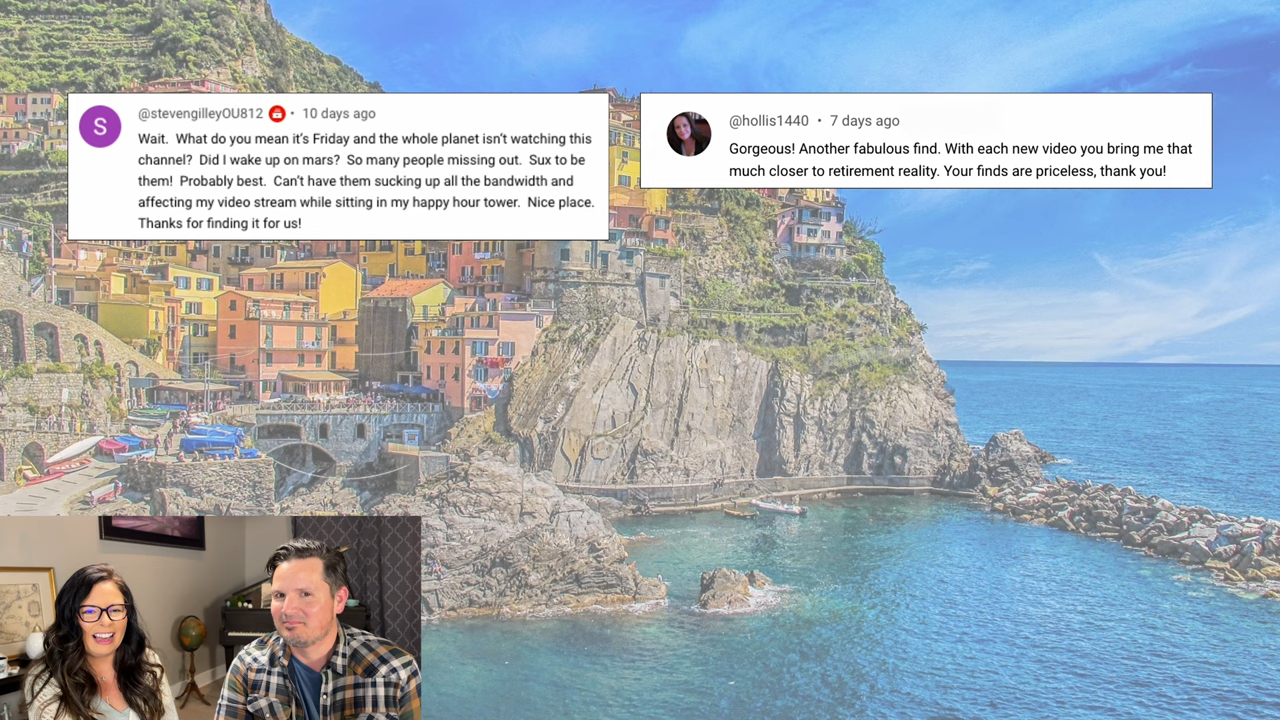 @stevengilleyOU812 • 10 days ago
Wait. What do you mean it's Friday and the whole planet isn't watching this
channel? Did I wake up on mars? So many people missing out. Sux to be
them! Probably best. Can't have them sucking up all the bandwidth and
affecting my video stream while sitting in my happy hour tower. Nice place.
Thanks for finding it for us!
S
@hollis1440 • 7 days ago
Gorgeous! Another fabulous find. With each new video you bring me that
much closer to retirement reality. Your finds are priceless, thank you!